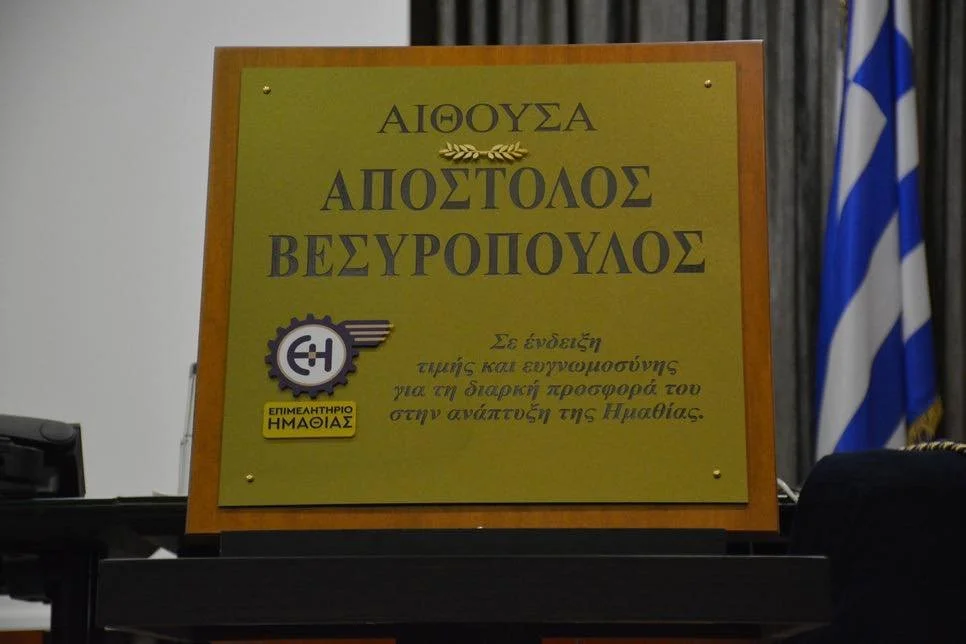 ΑΙΘΟΥΣΑ
ΑΠΟΣΤΟΛΟΣ
ΒΕΣΥΡΟΠΟΥΛΟΣ
Σε ένδειξη
τιμής και ευγνωμοσύνης
για τη διαρκή προσφορά του
στην ανάπτυξη της Ημαθίας.
ΕΗ
ΕΠΙΜΕΛΗΤΗΡΙΟ
ΗΜΑΘΙΑΣ